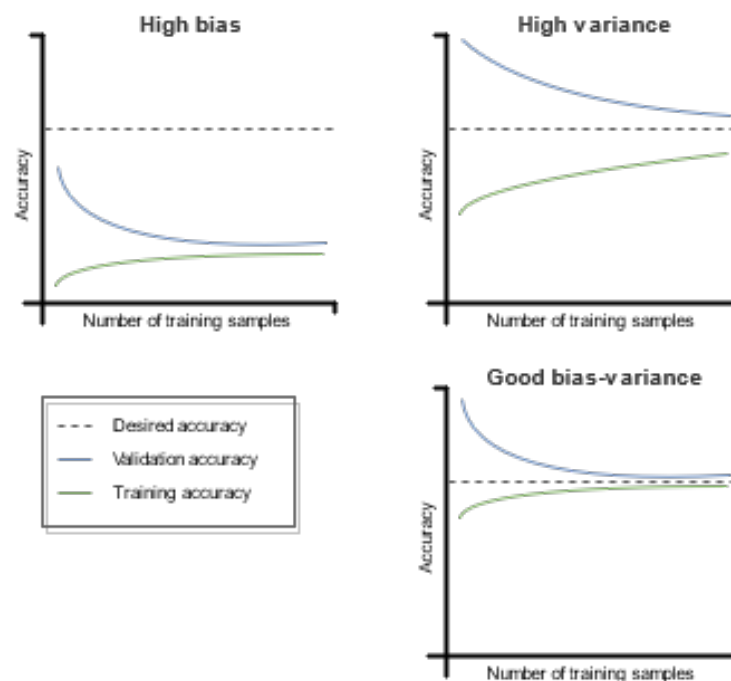 High bias
Accuracy
Number of training samples
High variance
Accuracy
Number of training samples
Desired accuracy
Validation accuracy
Training accuracy
Good bias-variance
Accuracy
Number of training samples